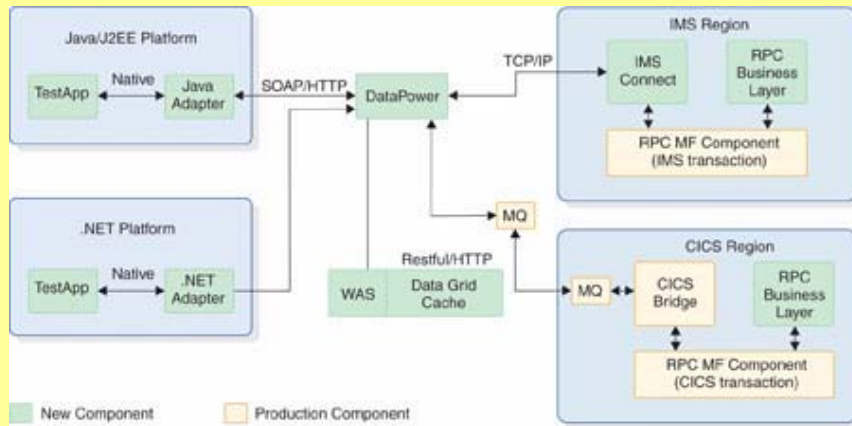 Java/J2EE Platform
TestApp
Native
Java
Adapter
SOAP/HTTP
DataPower
TCP/IP
IMS Region
IMS
Connect
RPC
Business
Layer
RPC MF Component
(IMS transaction)
.NET Platform
TestApp
Native
.NET
Adapter
MQ
Restful/HTTP
WAS
Data Grid
Cache
CICS Region
MQ
CICS
Bridge
RPC
Business
Layer
RPC MF Component
(CICS transaction)
New Component
Production Component